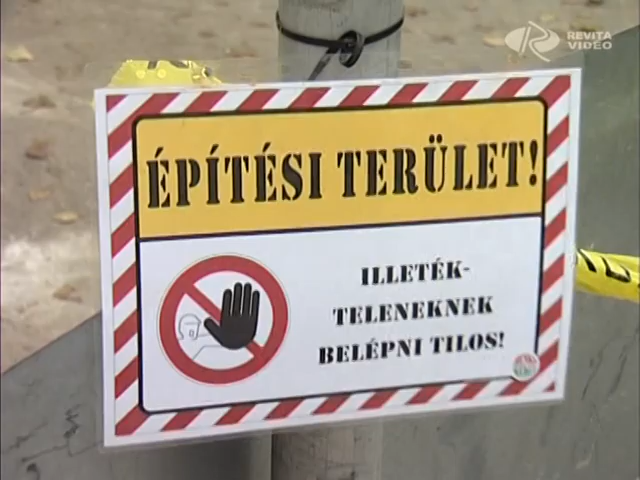 REVITA
VIDEO
ÉPÍTÉSI TERÜLET!
ILLETÉK-
TELENEKNEK
BELÉPNI TILOS!